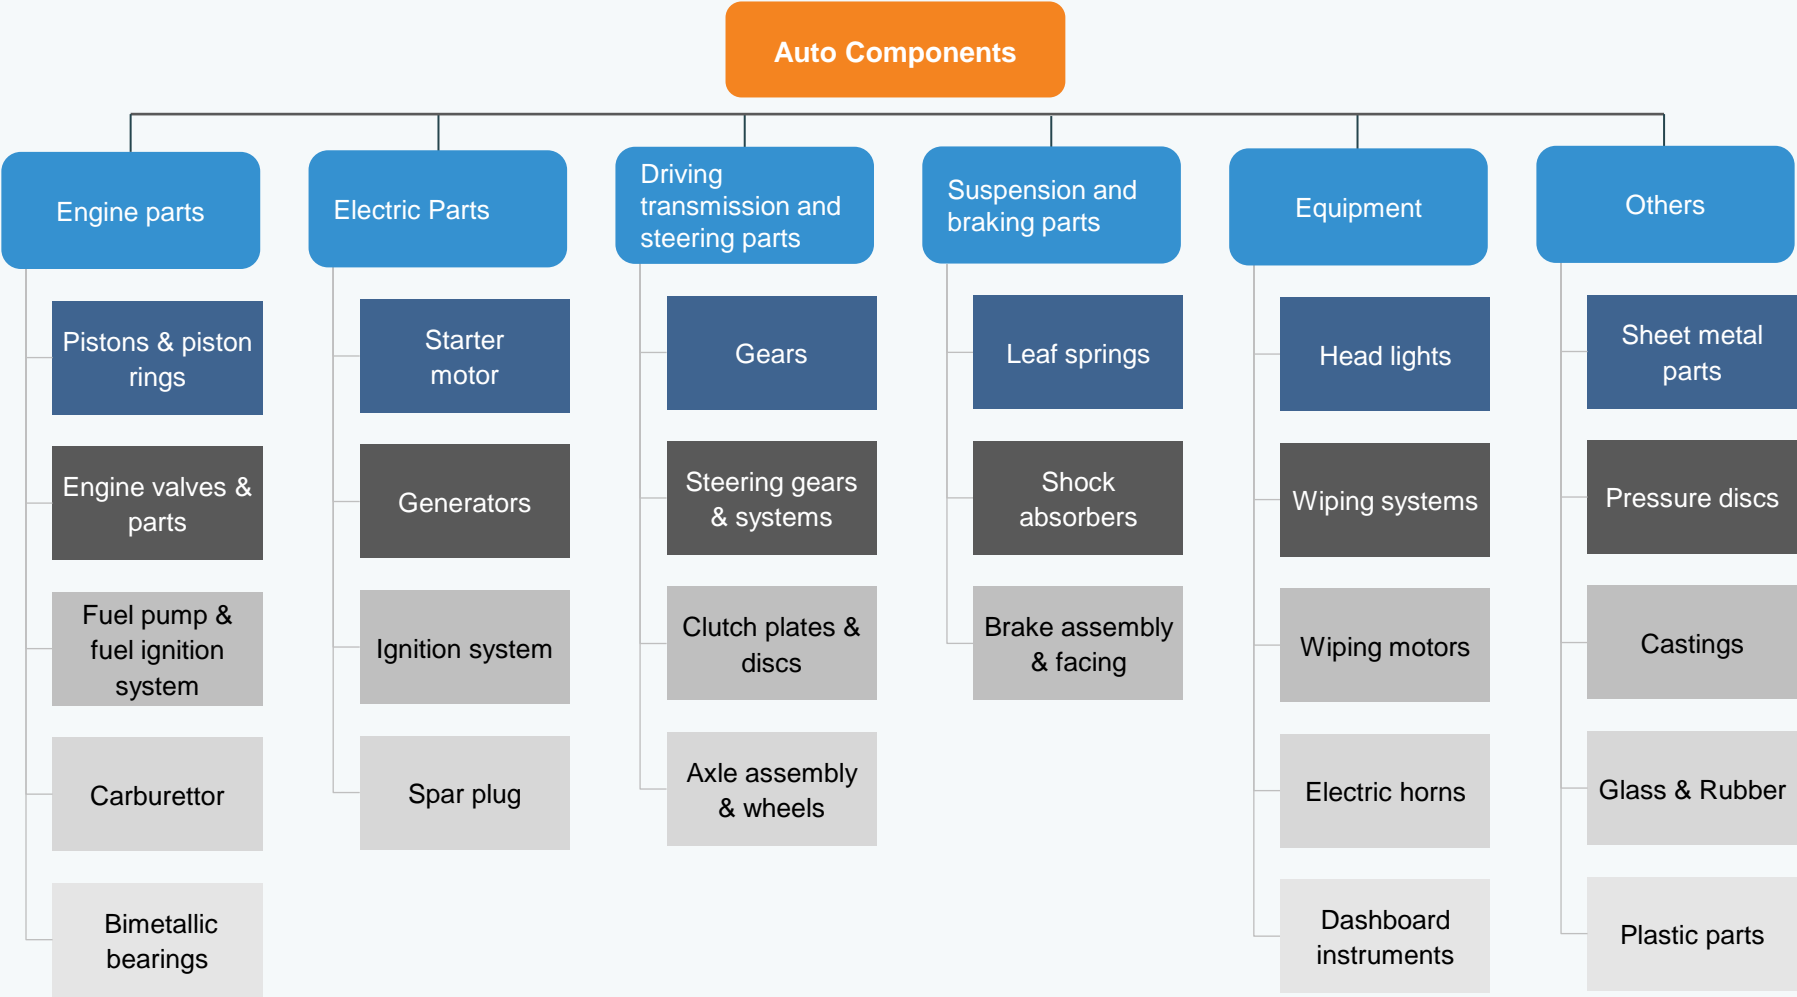 Auto Components
Engine parts
Pistons & piston
rings
Engine valves &
parts
Fuel pump &
fuel ignition
system
Carburettor
Bimetallic
bearings
Electric Parts
Starter
motor
Generators
Ignition system
Spar plug
Driving
transmission and
steering parts
Gears
Steering gears
& systems
Clutch plates &
discs
Axle assembly
& wheels
Suspension and
braking parts
Leaf springs
Shock
absorbers
Brake assembly
& facing
Equipment
Head lights
Wiping systems
Wiping motors
Electric horns
Dashboard
instruments
Others
Sheet metal
parts
Pressure discs
Castings
Glass & Rubber
Plastic parts